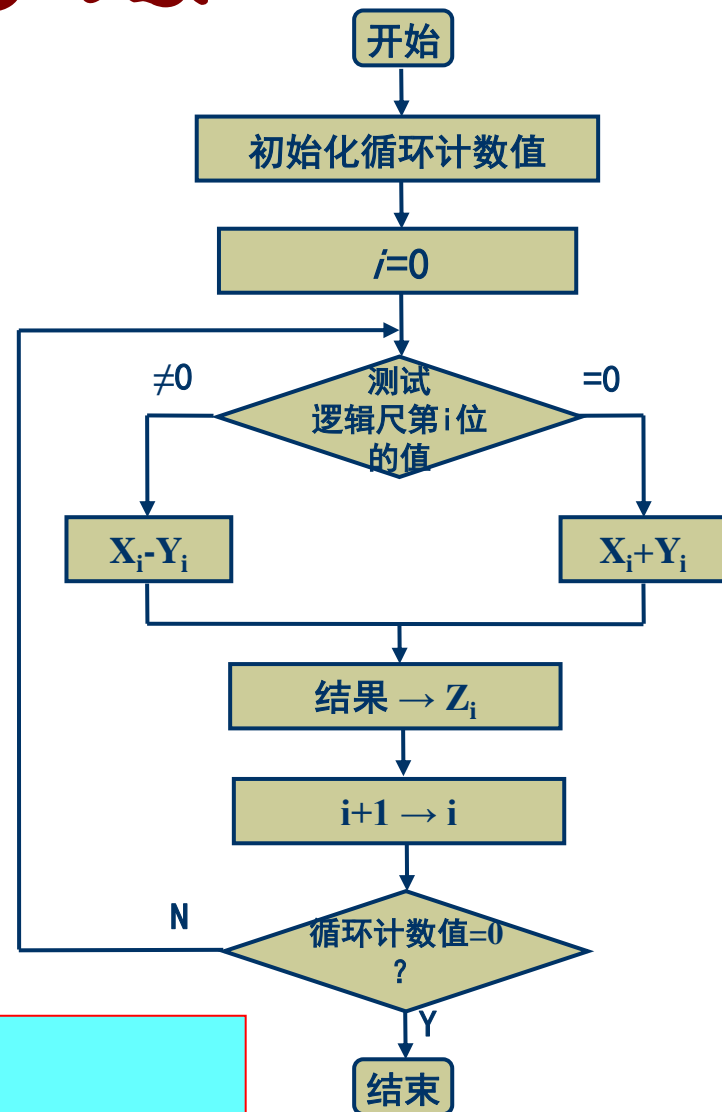 开始
初始化循环计数值
i=0
≠0
=0
测试
逻辑尺第i位
的值
Xi-Yi
Xi+Yi
结果 → Zi
i+1 → i
N
循环计数值=0
?
Y
结束